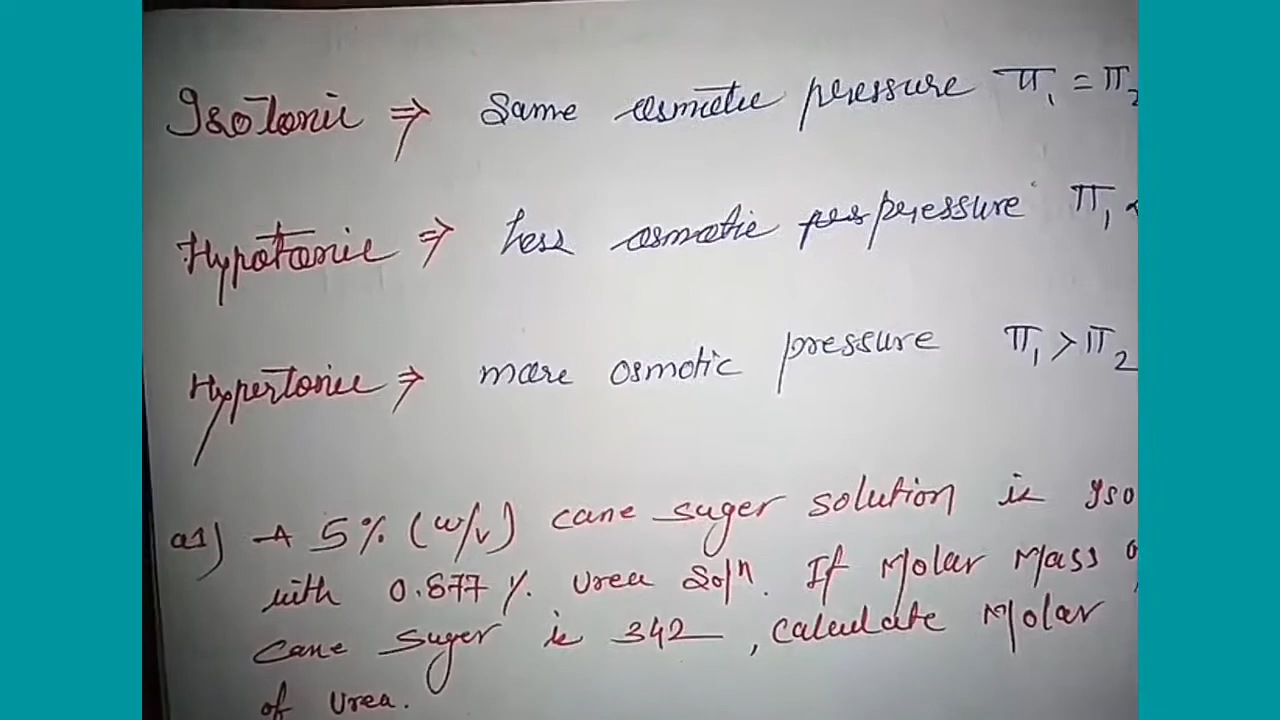 Isotonic ⇒ Same osmotic pressure π₁ = π₂
Hypotonic ⇒ Less osmotic pressure π₁ <
Hypertonic ⇒ more osmotic pressure π₁ > π₂
Q1) A 5% (w/v) cane suger solution is Iso
with 0.877 % Urea Solⁿ. If Molar Mass o
cane suger is 342, calculate Molar
of Urea.